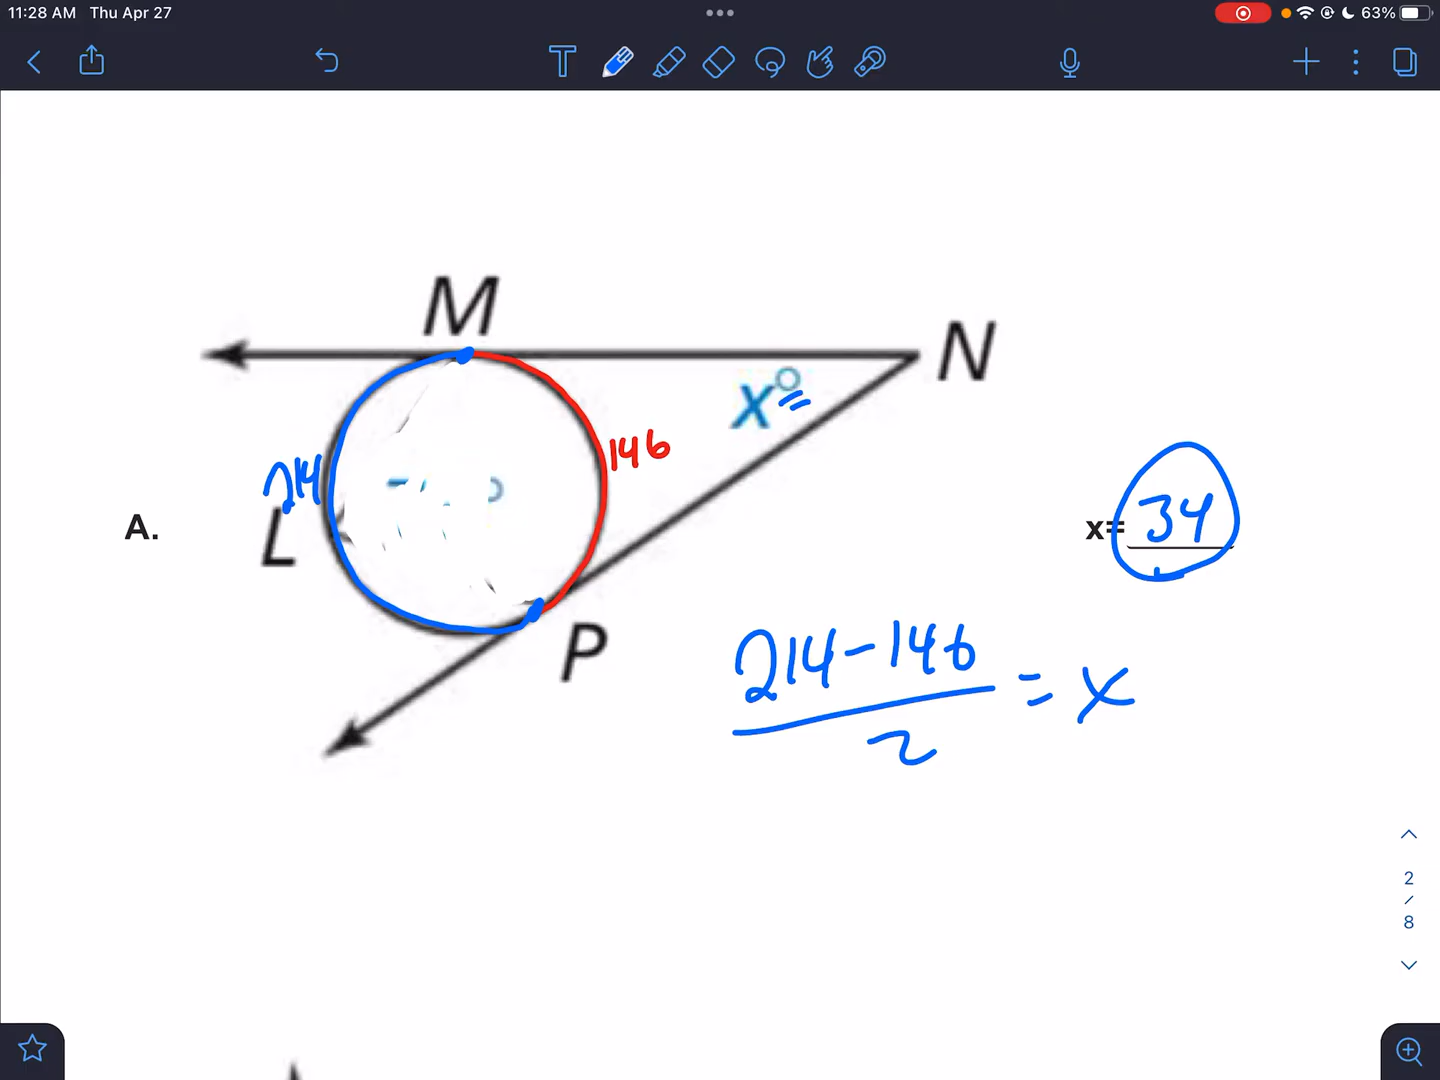 11:28 AM Thu Apr 27
63%
T
M
N
x°
146
214
L
A.
x= 34
P
214-146
= x
2
2
/
8